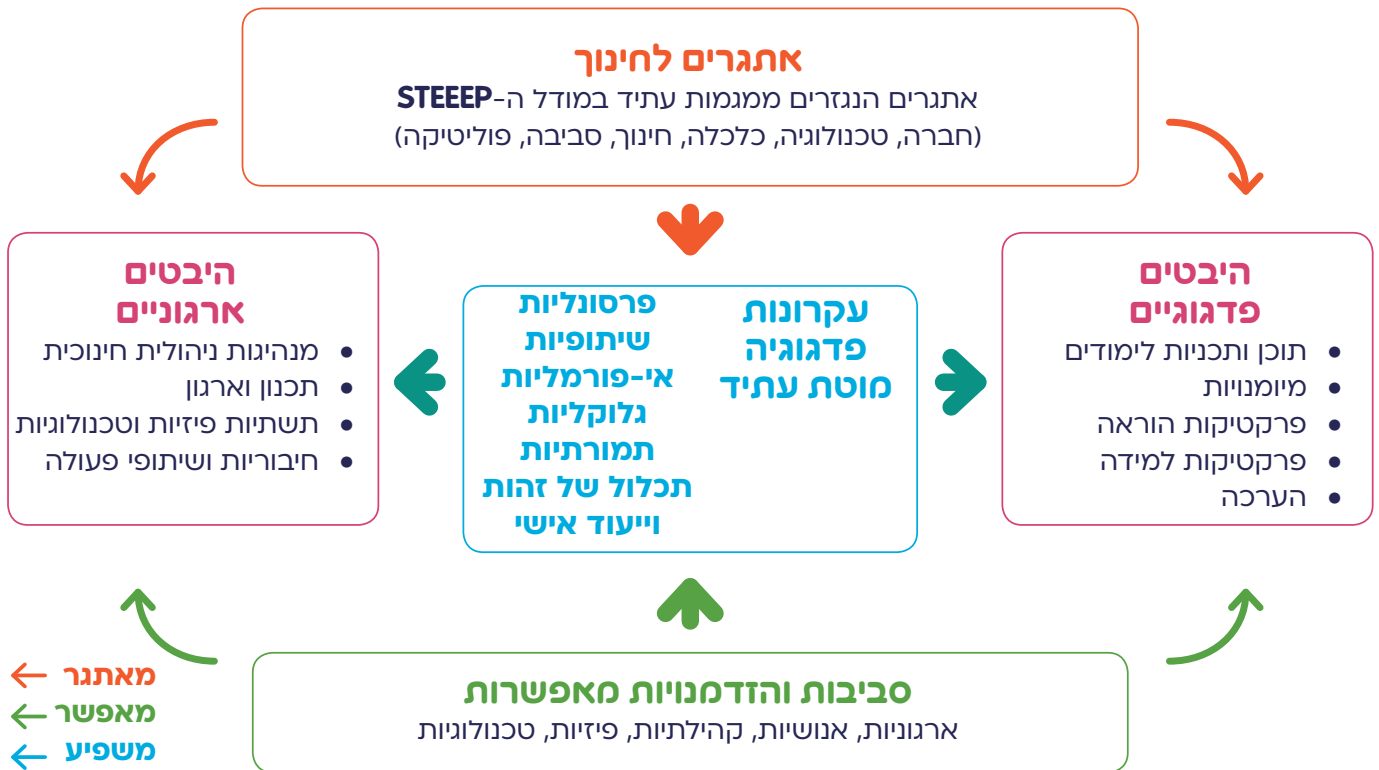 אתגרים לחינוך
אתגרים הנגזרים ממגמות עתיד במודל ה-STEEEP
(חברה, טכנולוגיה, כלכלה, חינוך, סביבה, פוליטיקה)
היבטים
פדגוגיים
• תוכן ותכניות לימודים
• מיומנויות
• פרקטיקות הוראה
• פרקטיקות למידה
• הערכה
עקרונות
פדגוגיה
מוטת עתיד
פרסונליות
שיתופיות
אי-פורמליות
גלוקליות
תמורתיות
תכלול של זהות
וייעוד אישי
היבטים
ארגוניים
• מנהיגות ניהולית חינוכית
• תכנון וארגון
• תשתיות פיזיות וטכנולוגיות
• חיבוריות ושיתופי פעולה
סביבות והזדמנויות מאפשרות
ארגוניות, אנושיות, קהילתיות, פיזיות, טכנולוגיות
מאתגר
מאפשר
משפיע